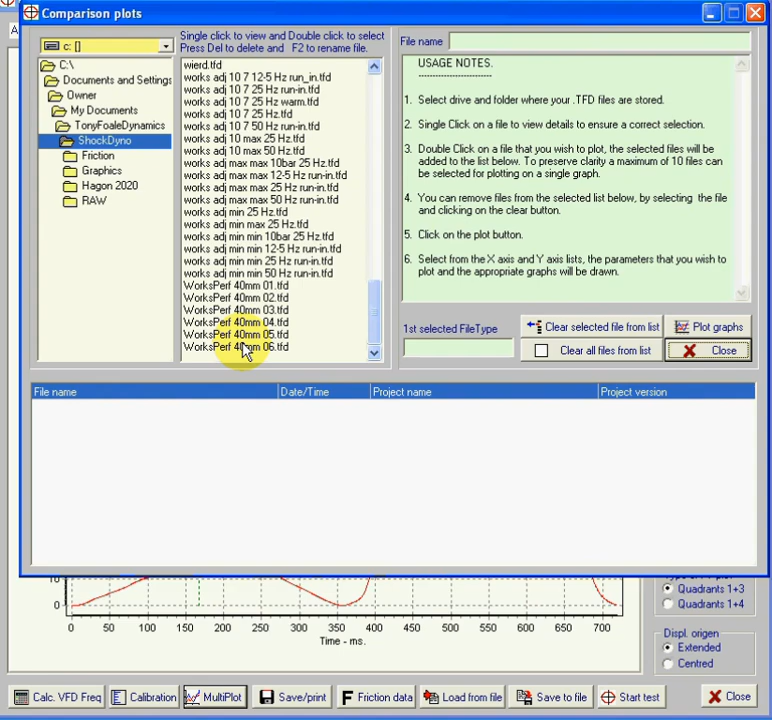 Comparison plots
c: []
Single click to view and Double click to select
Press Del to delete and F2 to rename file.
File name
C:\
Documents and Settings
Owner
My Documents
TonyFoaleDynamics
ShockDyno
Friction
Graphics
Hagon 2020
RAW
wierd.tfd
works adj 10 7 12-5 Hz run_in.tfd
works adj 10 7 25 Hz run-in.tfd
works adj 10 7 25 Hz warm.tfd
works adj 10 7 25 Hz.tfd
works adj 10 7 50 Hz run-in.tfd
works adj 10 max 25 Hz.tfd
works adj 10 max 50 Hz.tfd
works adj max max 10bar 25 Hz.tfd
works adj max max 12-5 Hz run-in.tfd
works adj max max 25 Hz run-in.tfd
works adj max max 50 Hz run-in.tfd
works adj min 25 Hz.tfd
works adj min max 25 Hz.tfd
works adj min min 10bar 25 Hz.tfd
works adj min min 12-5 Hz run-in.tfd
works adj min min 25 Hz run-in.tfd
works adj min min 50 Hz run-in.tfd
WorksPerf 40mm 01.tfd
WorksPerf 40mm 02.tfd
WorksPerf 40mm 03.tfd
WorksPerf 40mm 04.tfd
WorksPerf 40mm 05.tfd
WorksPerf 40mm 06.tfd
USAGE NOTES.
--------------------
1. Select drive and folder where your .TFD files are stored.
2. Single Click on a file to view details to ensure a correct selection.
3. Double Click on a file that you wish to plot, the selected files will be
added to the list below. To preserve clarity a maximum of 10 files can
be selected for plotting on a single graph.
4. You can remove files from the selected list below, by selecting the file
and clicking on the clear button.
5. Click on the plot button.
6. Select from the X axis and Y axis lists, the parameters that you wish to
plot and the appropriate graphs will be drawn.
1st selected FileType
Clear selected file from list
Plot graphs
Clear all files from list
Close
File name Date/Time Project name Project version
10
0
0 50 100 150 200 250 300 350 400 450 500 550 600 650 700
Time - ms.
Quadrants 1+3
Quadrants 1+4
Displ. origen
Extended
Centred
Calc. VFD Freq Calibration MultiPlot Save/print Friction data Load from file Save to file Start test Close